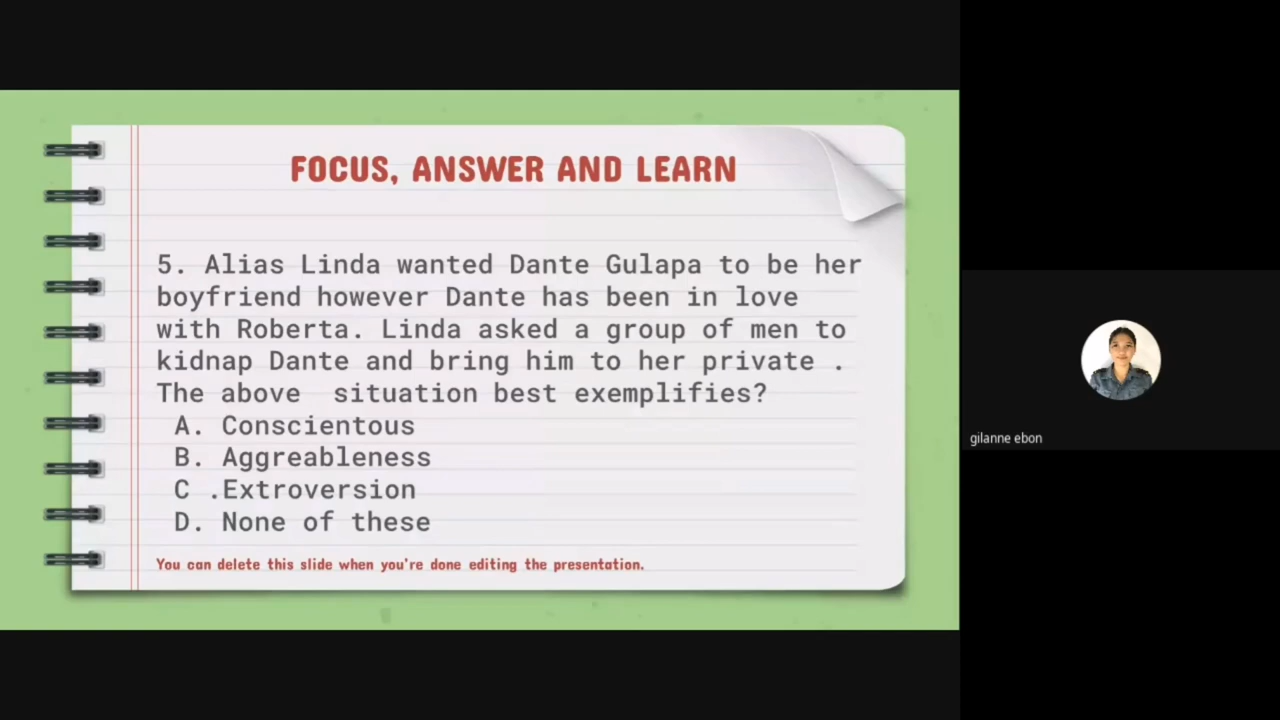 FOCUS, ANSWER AND LEARN
5. Alias Linda wanted Dante Gulapa to be her
boyfriend however Dante has been in love
with Roberta. Linda asked a group of men to
kidnap Dante and bring him to her private .
The above  situation best exemplifies?
A. Conscientous
B. Aggreableness
C .Extroversion
D. None of these
You can delete this slide when you're done editing the presentation.
gilanne ebon